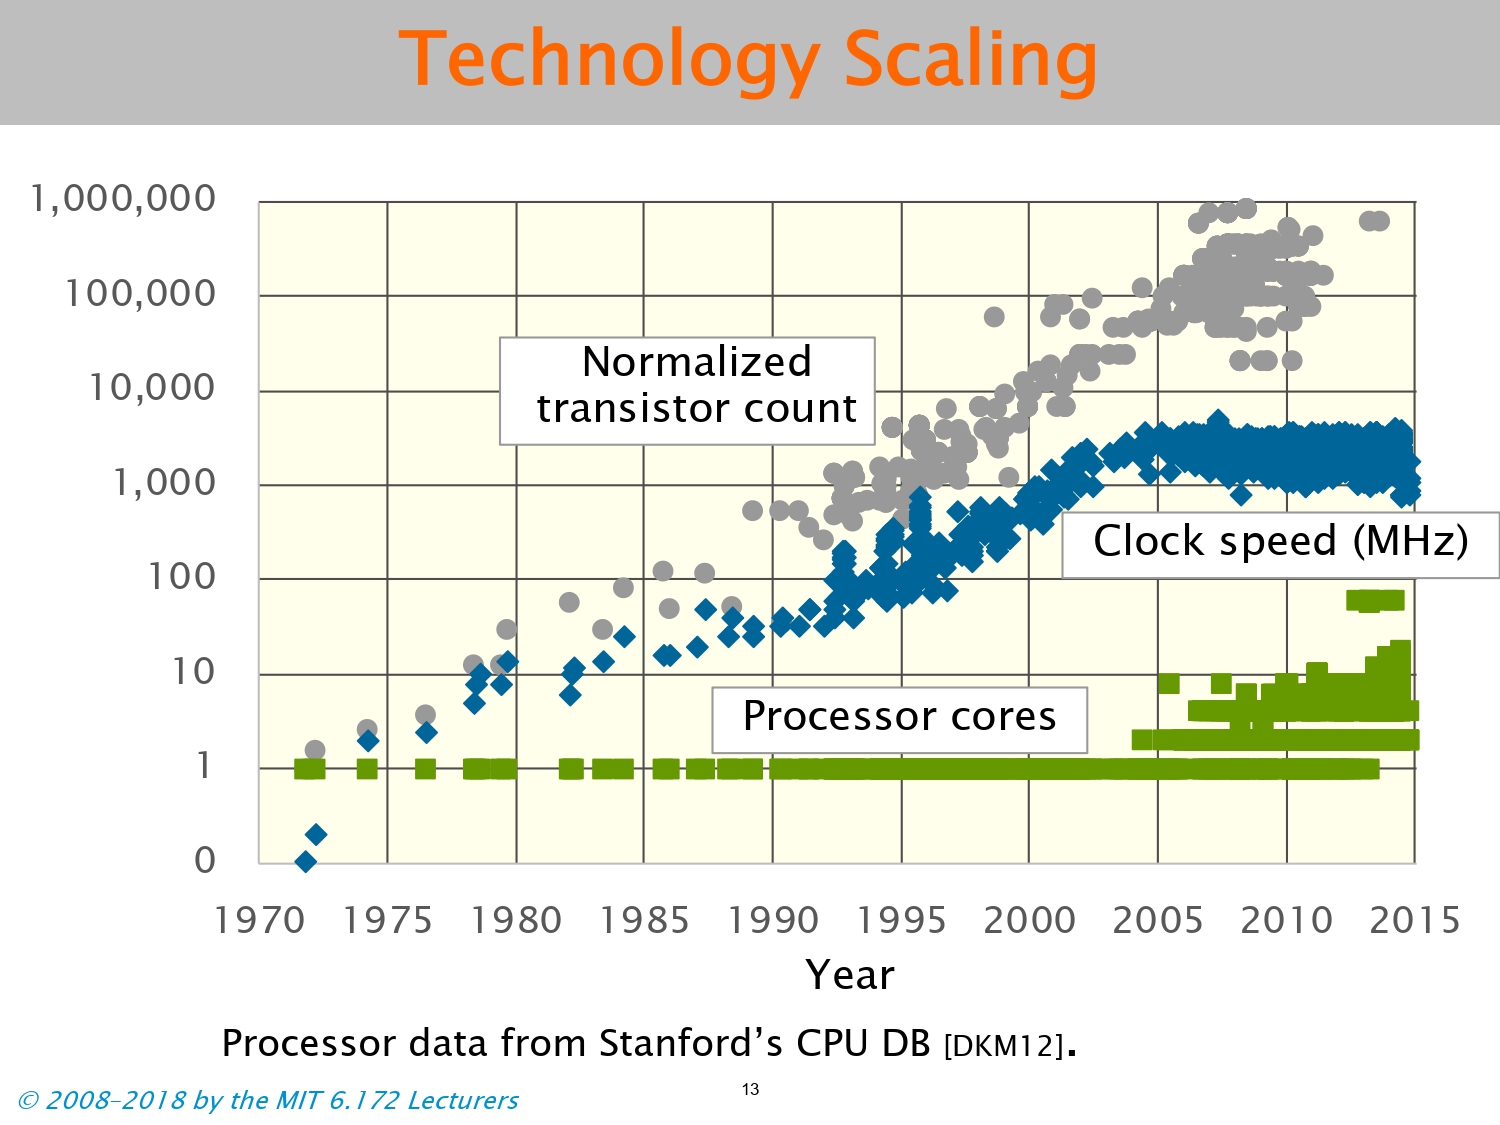 Technology Scaling
1,000,000
100,000
10,000
1,000
100
10
1
0
Normalized
transistor count
Clock speed (MHz)
Processor cores
1970 1975 1980 1985 1990 1995 2000 2005 2010 2015
Year
Processor data from Stanford’s CPU DB [DKM12].
© 2008–2018 by the MIT 6.172 Lecturers
13